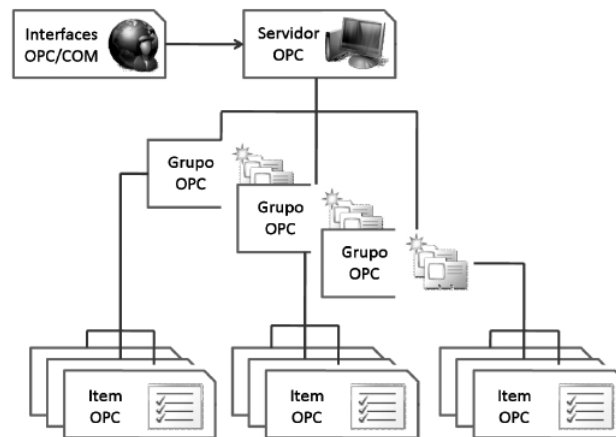 Interfaces
OPC/COM
Servidor
OPC
Grupo
OPC
Grupo
OPC
Grupo
OPC
Item
OPC
Item
OPC
Item
OPC